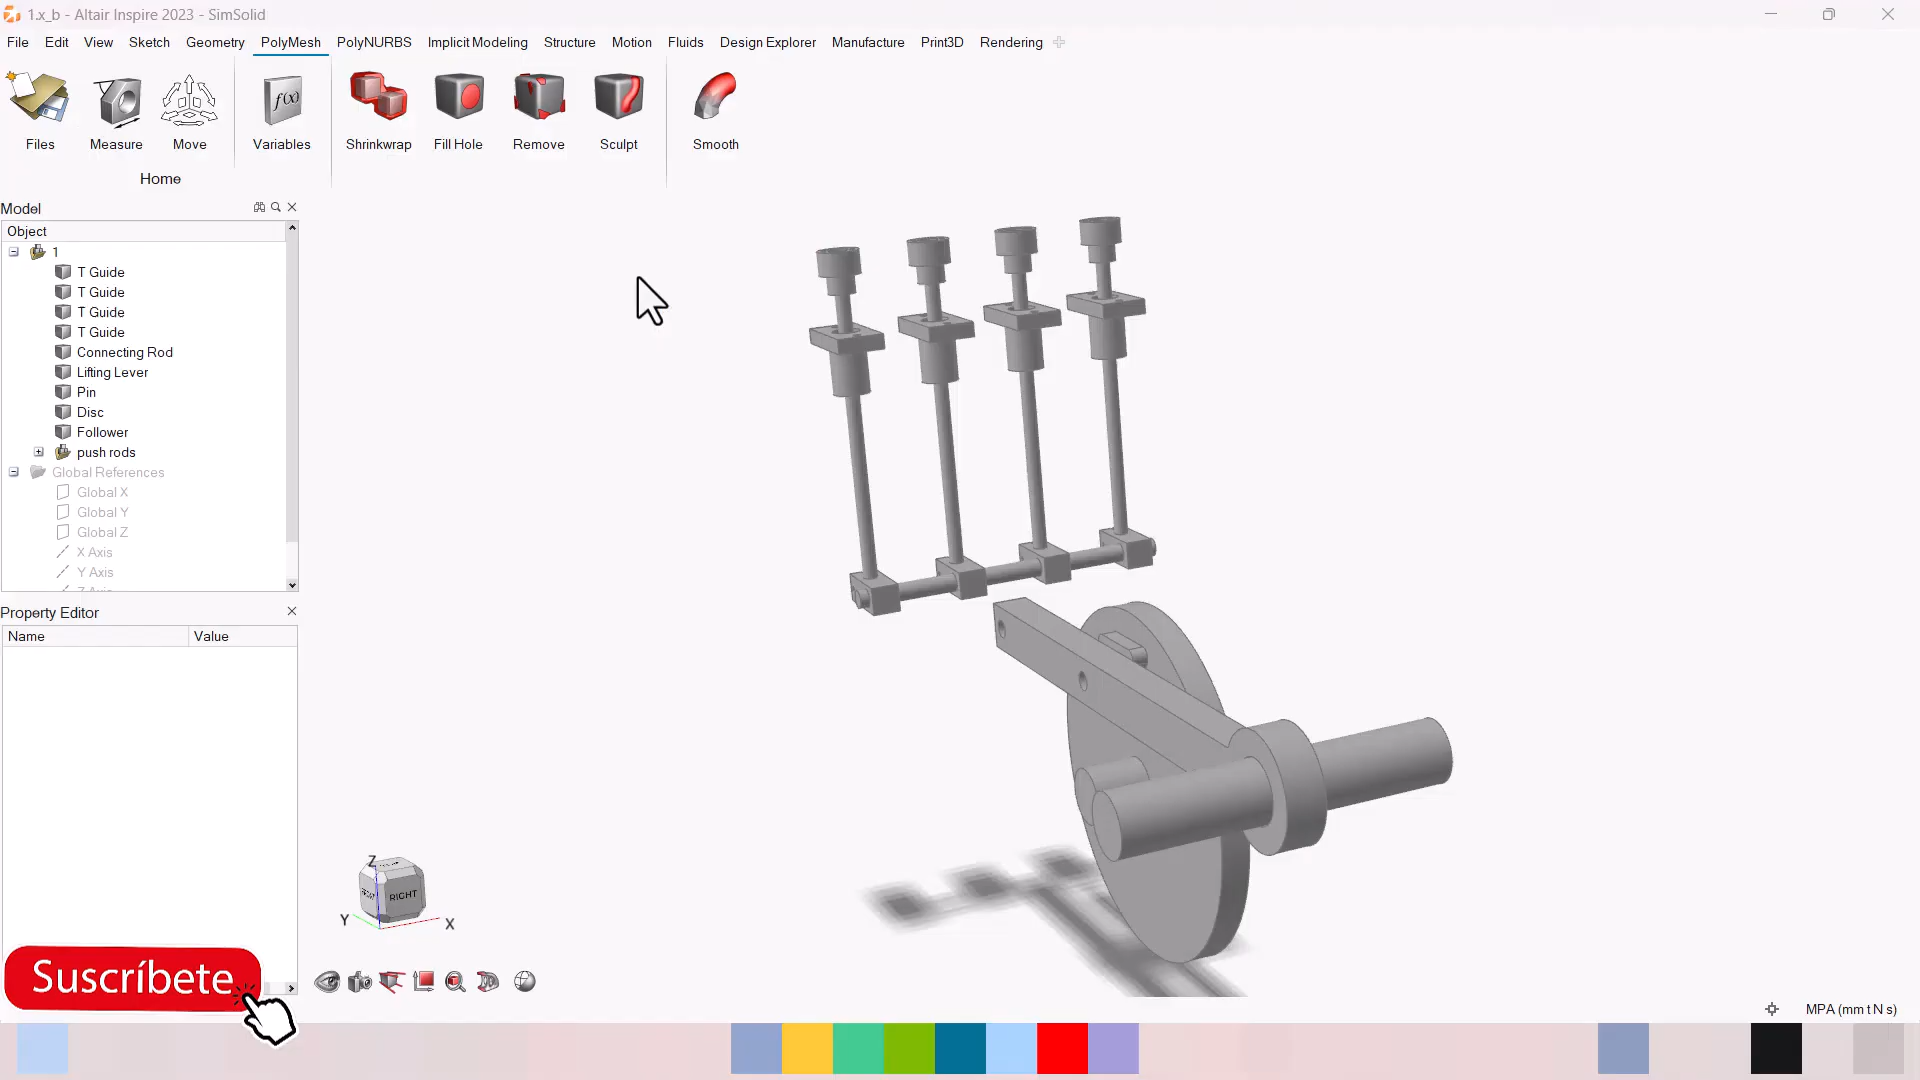 1.x_b - Altair Inspire 2023 - SimSolid
File Edit View Sketch Geometry PolyMesh PolyNURBS Implicit Modeling Structure Motion Fluids Design Explorer Manufacture Print3D Rendering
f(x)
Files Measure Move Variables Shrinkwrap Fill Hole Remove Sculpt Smooth
Home
Model
Object
1
T Guide
T Guide
T Guide
T Guide
Connecting Rod
Lifting Lever
Pin
Disc
Follower
push rods
Global References
Global X
Global Y
Global Z
X Axis
Y Axis
Z Axis
Property Editor
Name Value
Z
RIGHT
Y
X
Suscríbete
MPA (mm t N s)